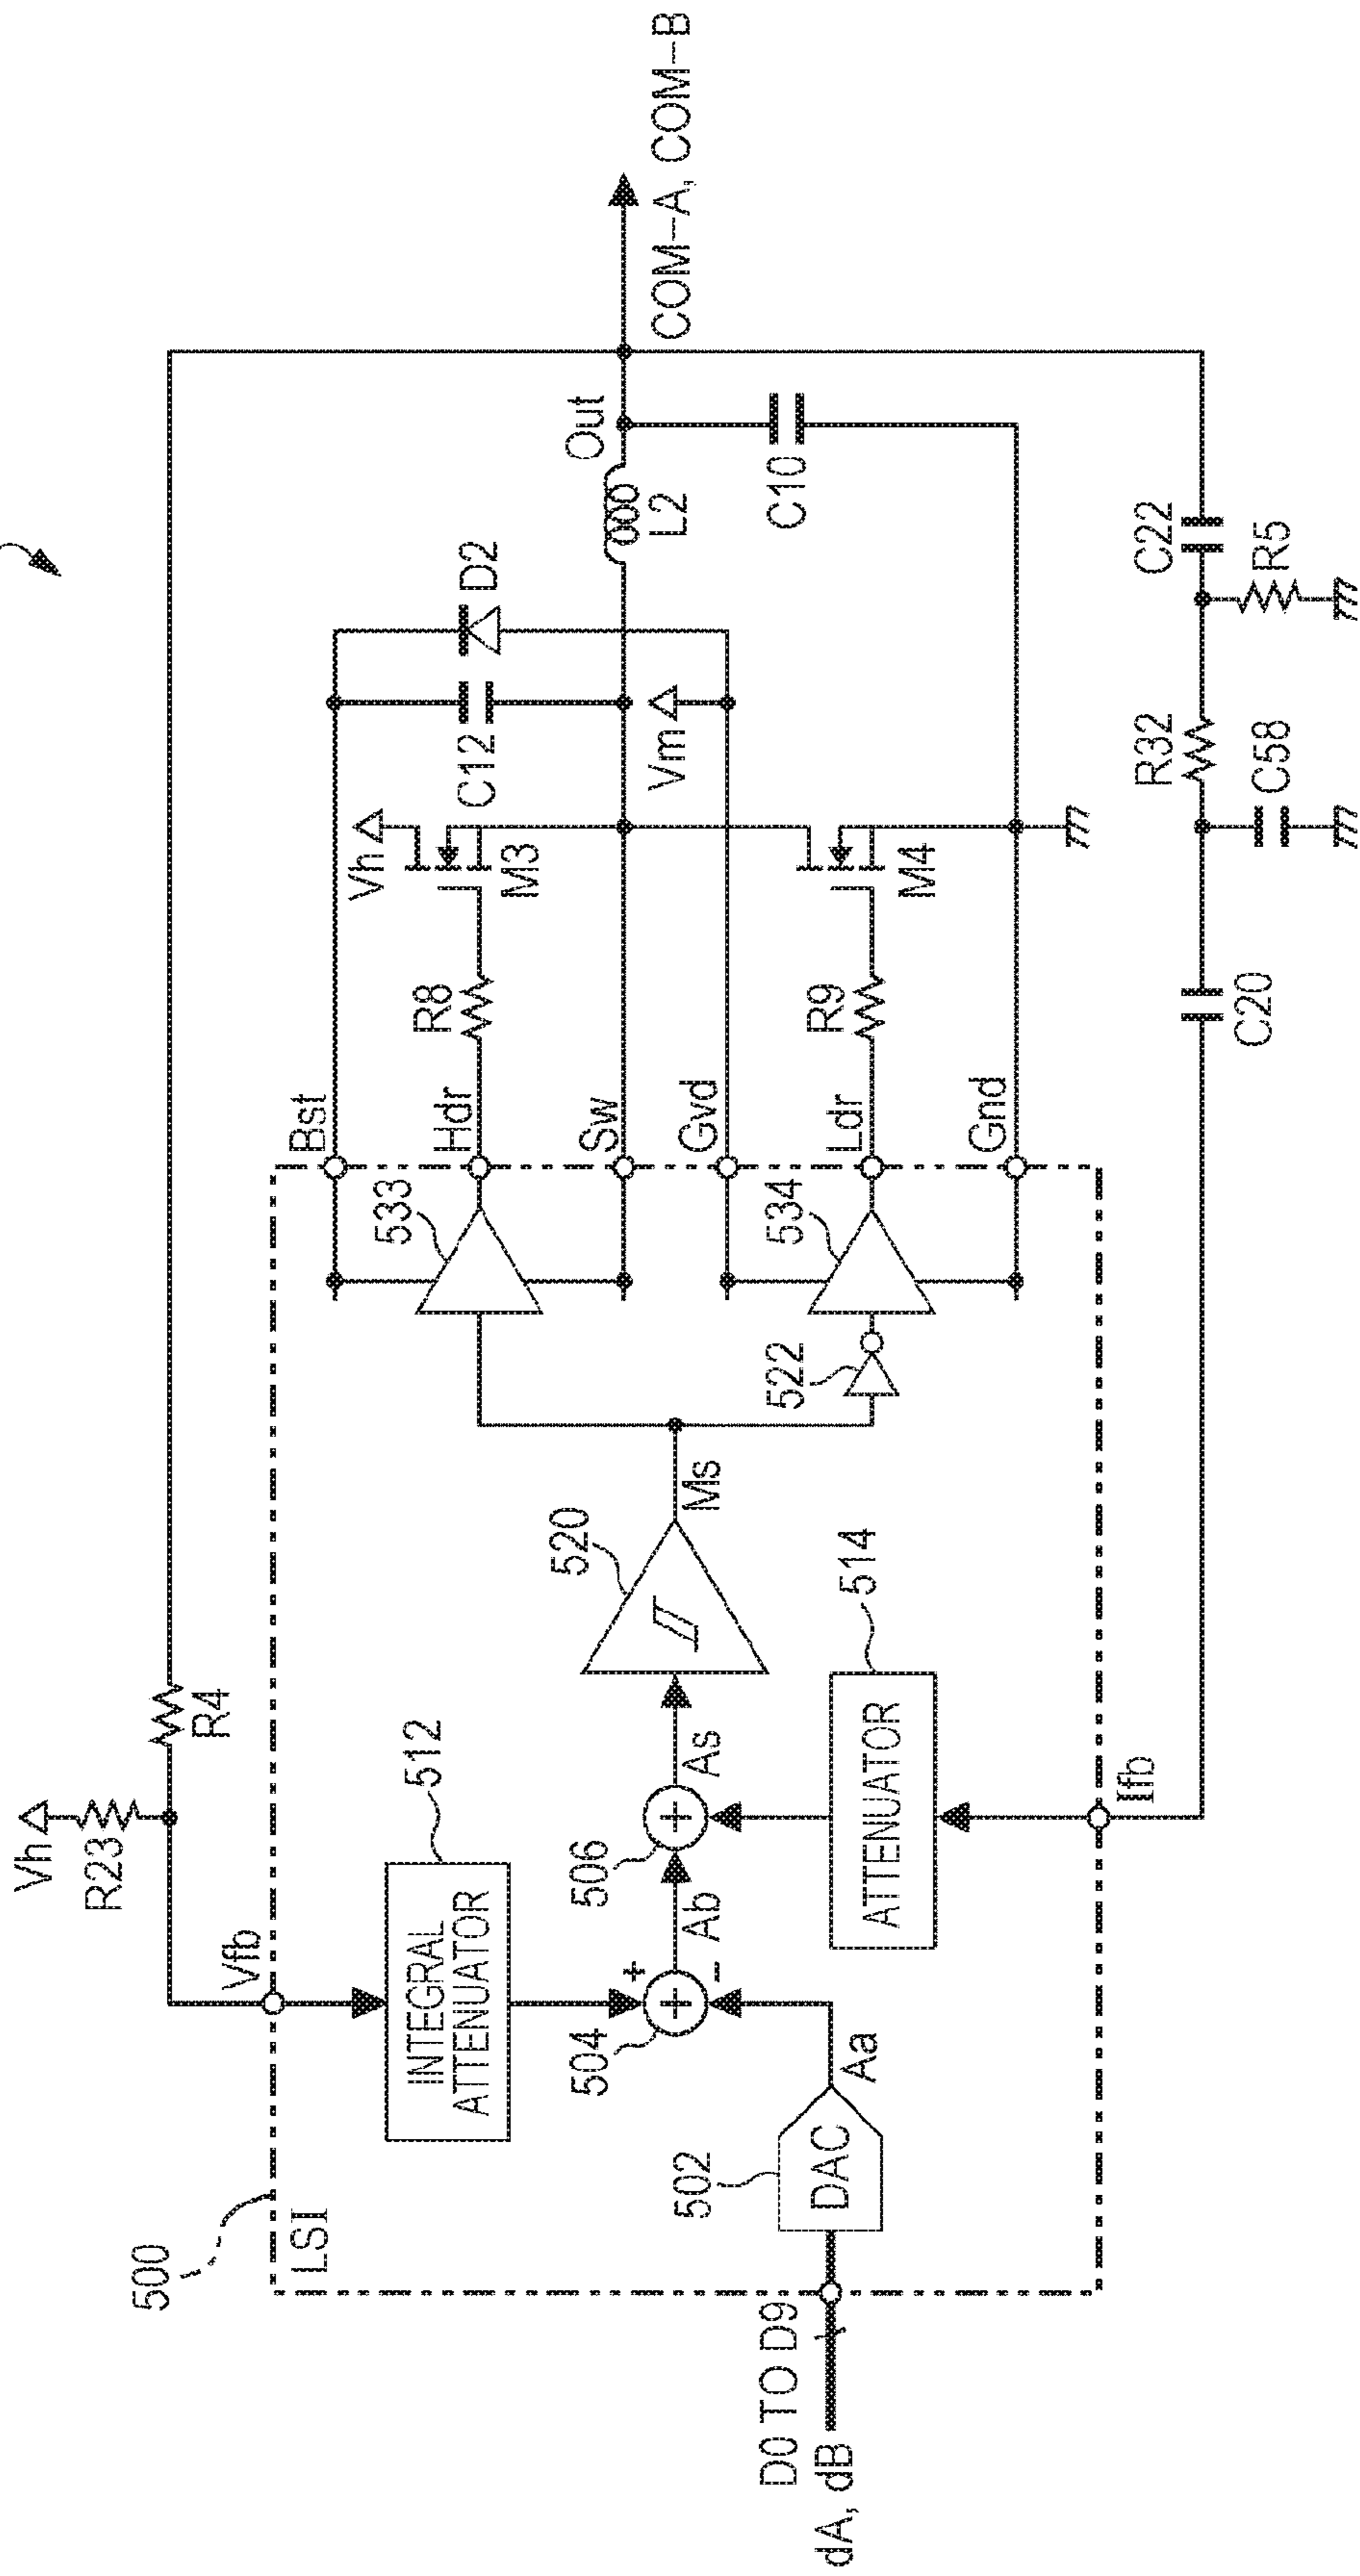 Vh
R23
R4
Vfb
500
LSI
INTEGRAL
ATTENUATOR
512
504
+
−
Ab
506
As
520
Ms
502
DAC
Aa
D0 TO D9
dA, dB
ATTENUATOR
514
Ifb
522
533
534
Bst
Hdr
Sw
Gvd
Ldr
Gnd
R8
R9
Vh
M3
M4
C12
D2
Vm
L2
Out
C10
COM−A, COM−B
C20
C58
R32
R5
C22